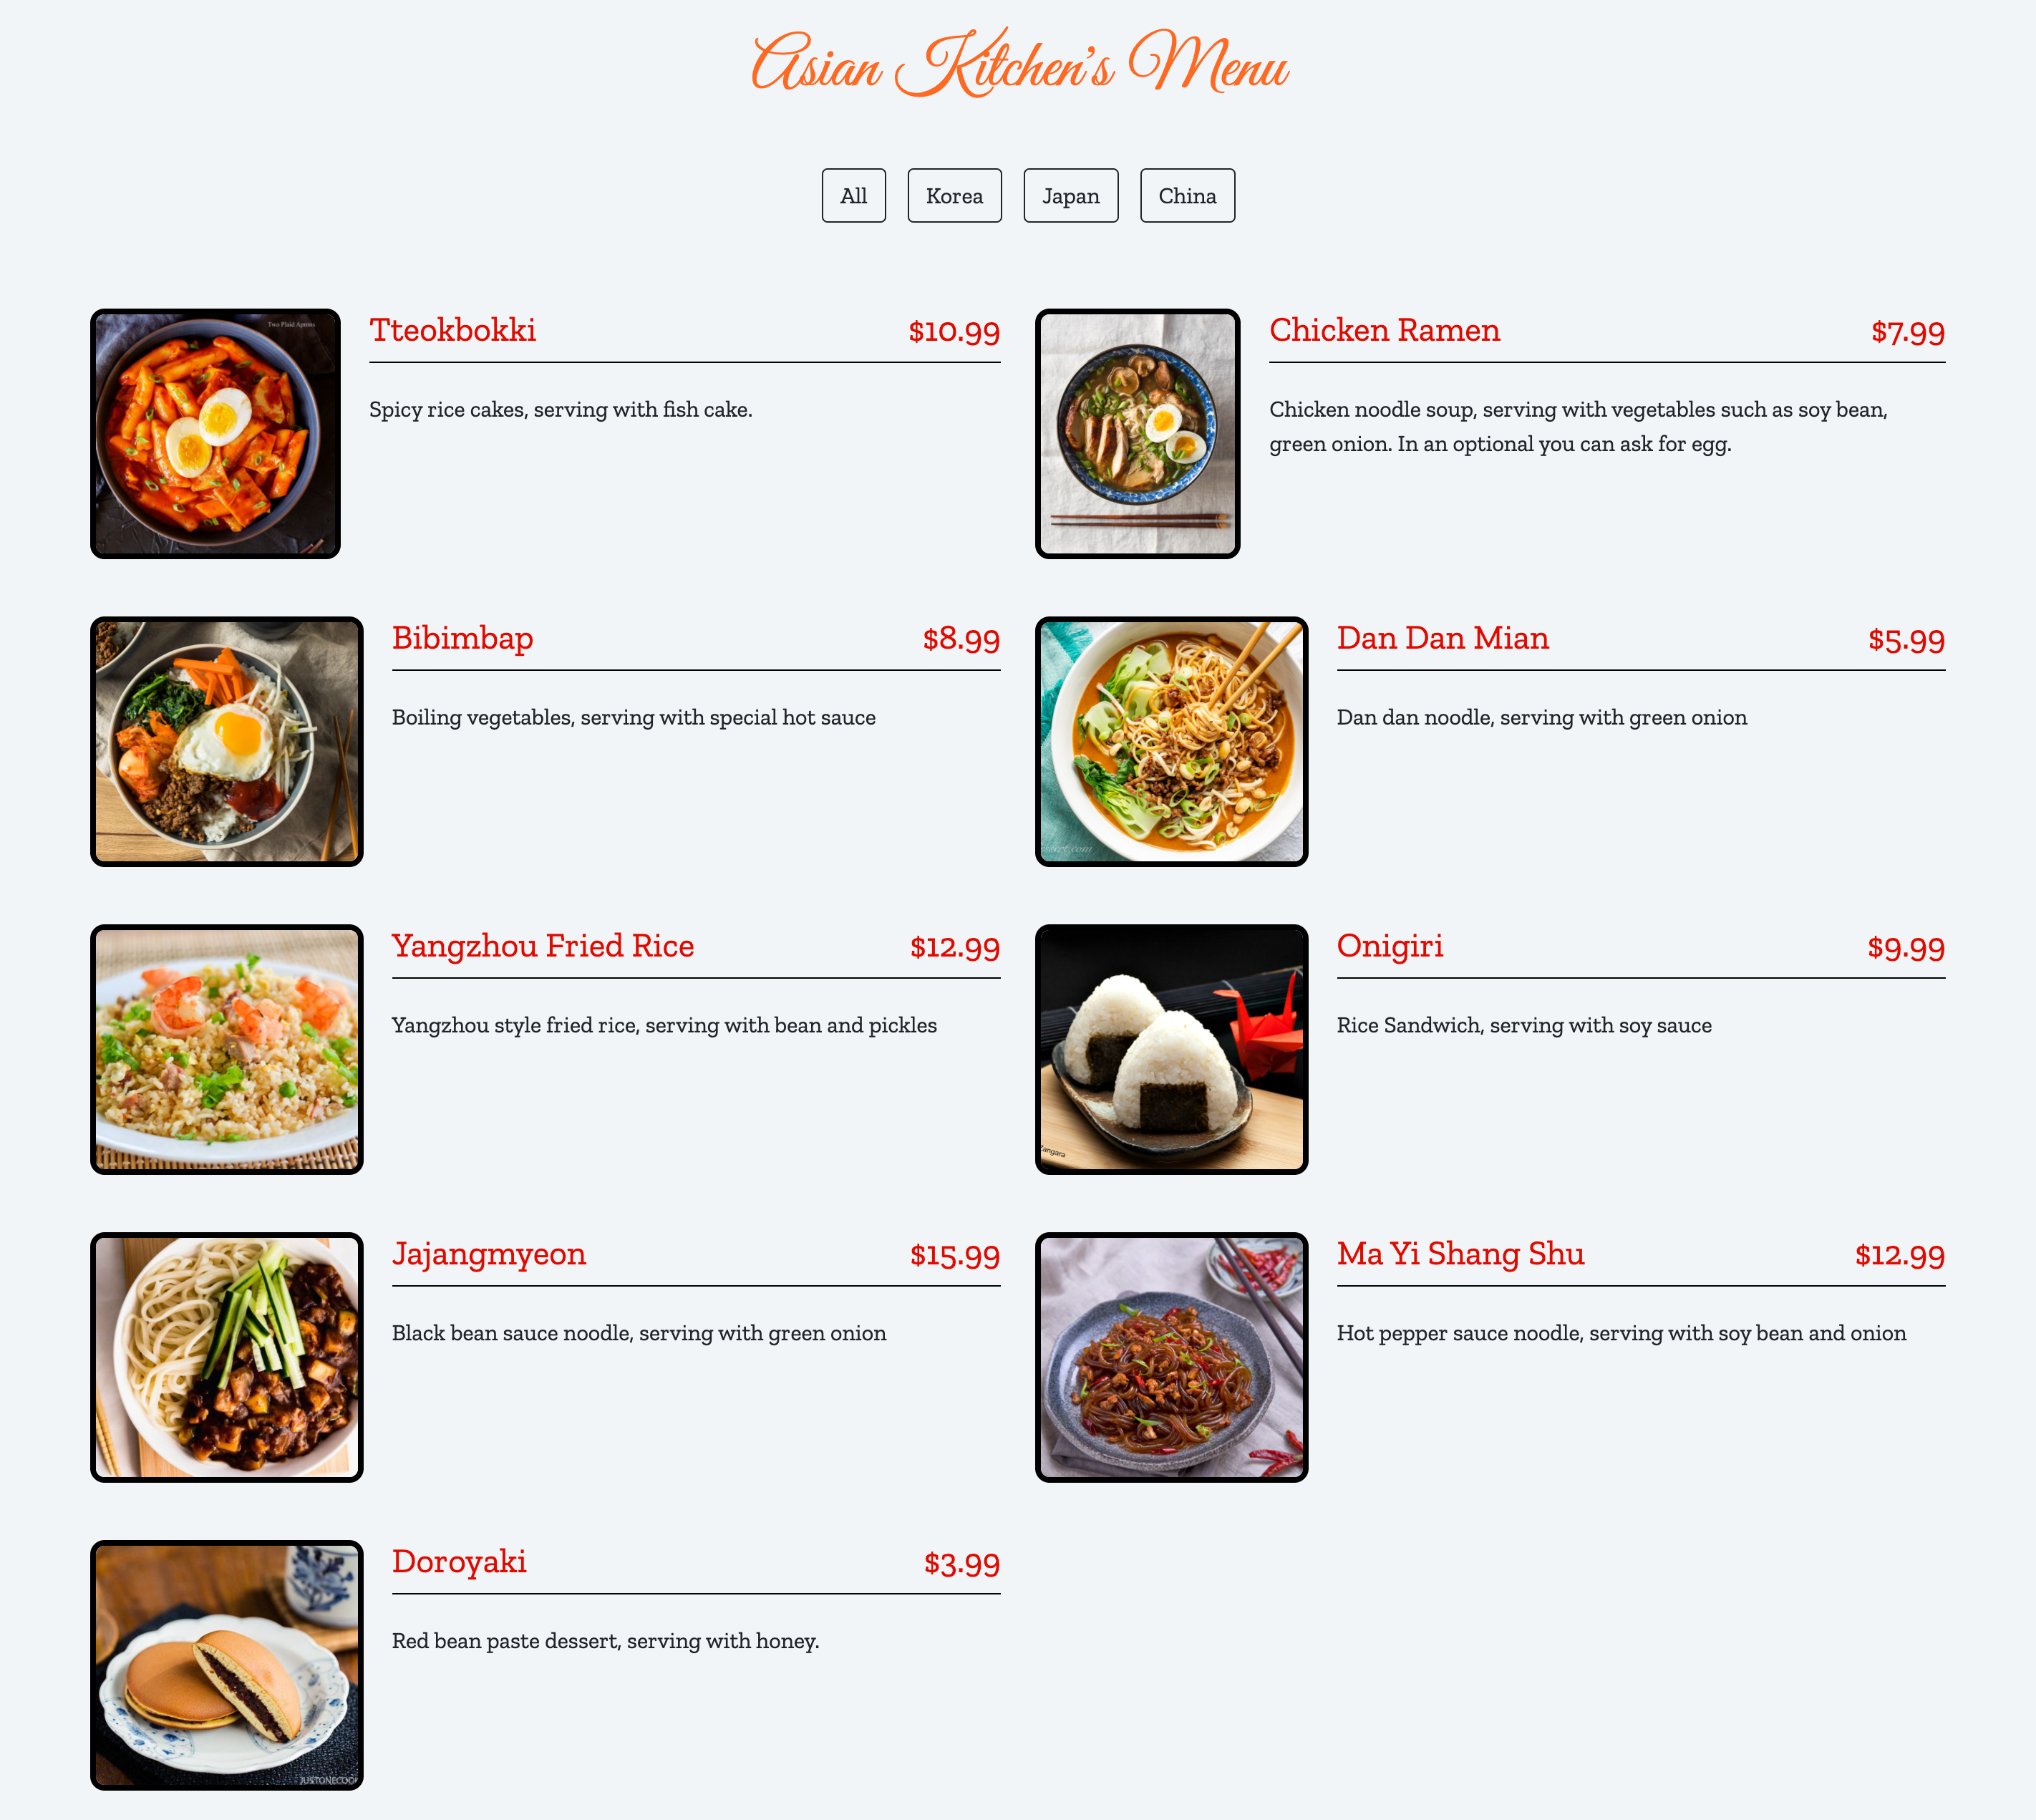 Asian Kitchen's Menu
All
Korea
Japan
China
Two Plaid Aprons
Tteokbokki
$10.99
Spicy rice cakes, serving with fish cake.
Chicken Ramen
$7.99
Chicken noodle soup, serving with vegetables such as soy bean,
green onion. In an optional you can ask for egg.
Bibimbap
$8.99
Boiling vegetables, serving with special hot sauce
Dan Dan Mian
$5.99
Dan dan noodle, serving with green onion
Yangzhou Fried Rice
$12.99
Yangzhou style fried rice, serving with bean and pickles
Onigiri
$9.99
Rice Sandwich, serving with soy sauce
Jajangmyeon
$15.99
Black bean sauce noodle, serving with green onion
Ma Yi Shang Shu
$12.99
Hot pepper sauce noodle, serving with soy bean and onion
Doroyaki
$3.99
Red bean paste dessert, serving with honey.